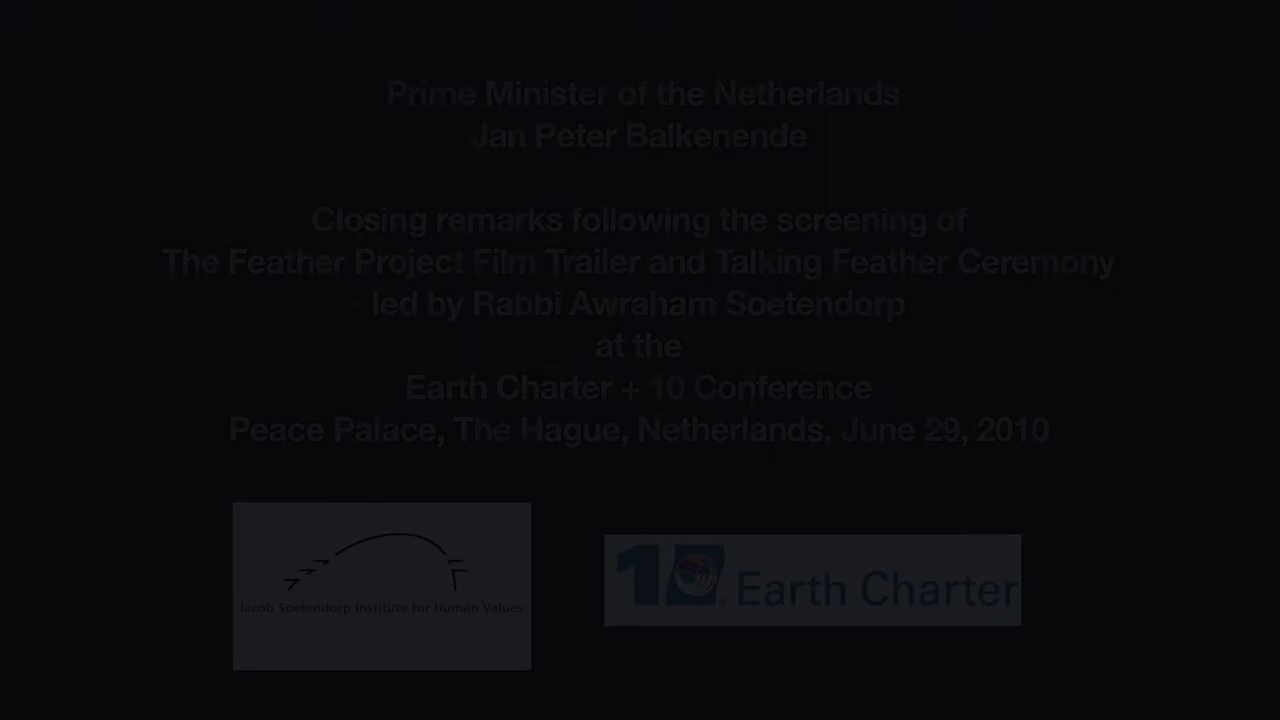 Prime Minister of the Netherlands
Jan Peter Balkenende
Closing remarks following the screening of
The Feather Project Film Trailer and Talking Feather Ceremony
led by Rabbi Awraham Soetendorp
at the
Earth Charter + 10 Conference
Peace Palace, The Hague, Netherlands, June 29, 2010
Jacob Soetendorp Institute for Human Values
10 Earth Charter